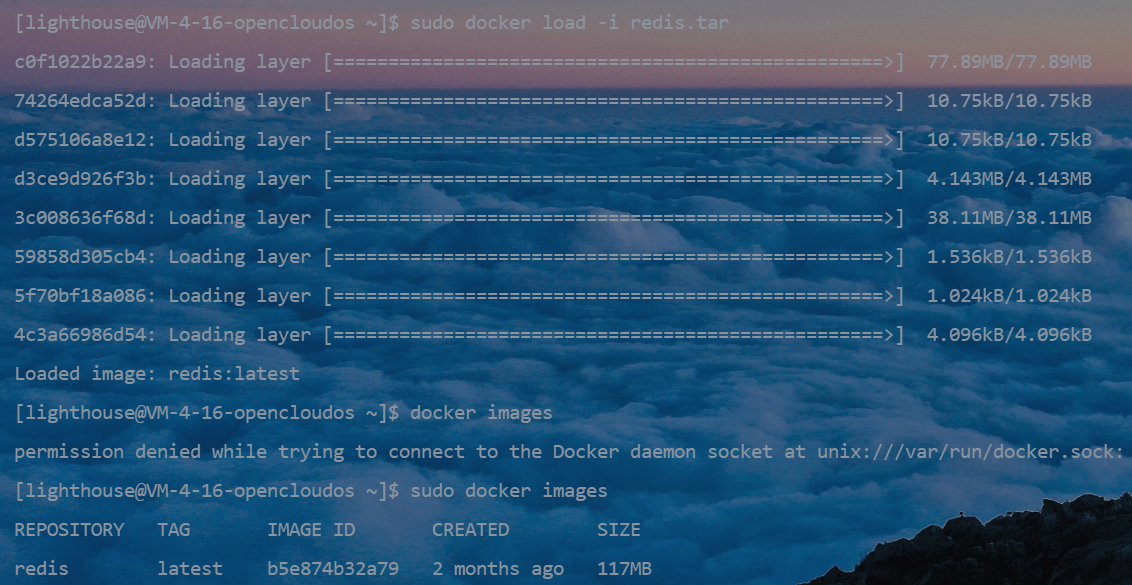 [lighthouse@VM-4-16-opencloudos ~]$ sudo docker load -i redis.tar
c0f1022b22a9: Loading layer [==================================================>]  77.89MB/77.89MB
74264edca52d: Loading layer [==================================================>]  10.75kB/10.75kB
d575106a8e12: Loading layer [==================================================>]  10.75kB/10.75kB
d3ce9d926f3b: Loading layer [==================================================>]  4.143MB/4.143MB
3c008636f68d: Loading layer [==================================================>]  38.11MB/38.11MB
59858d305cb4: Loading layer [==================================================>]  1.536kB/1.536kB
5f70bf18a086: Loading layer [==================================================>]  1.024kB/1.024kB
4c3a66986d54: Loading layer [==================================================>]  4.096kB/4.096kB
Loaded image: redis:latest
[lighthouse@VM-4-16-opencloudos ~]$ docker images
permission denied while trying to connect to the Docker daemon socket at unix:///var/run/docker.sock:
[lighthouse@VM-4-16-opencloudos ~]$ sudo docker images
REPOSITORY   TAG       IMAGE ID       CREATED        SIZE
redis        latest    b5e874b32a79   2 months ago   117MB